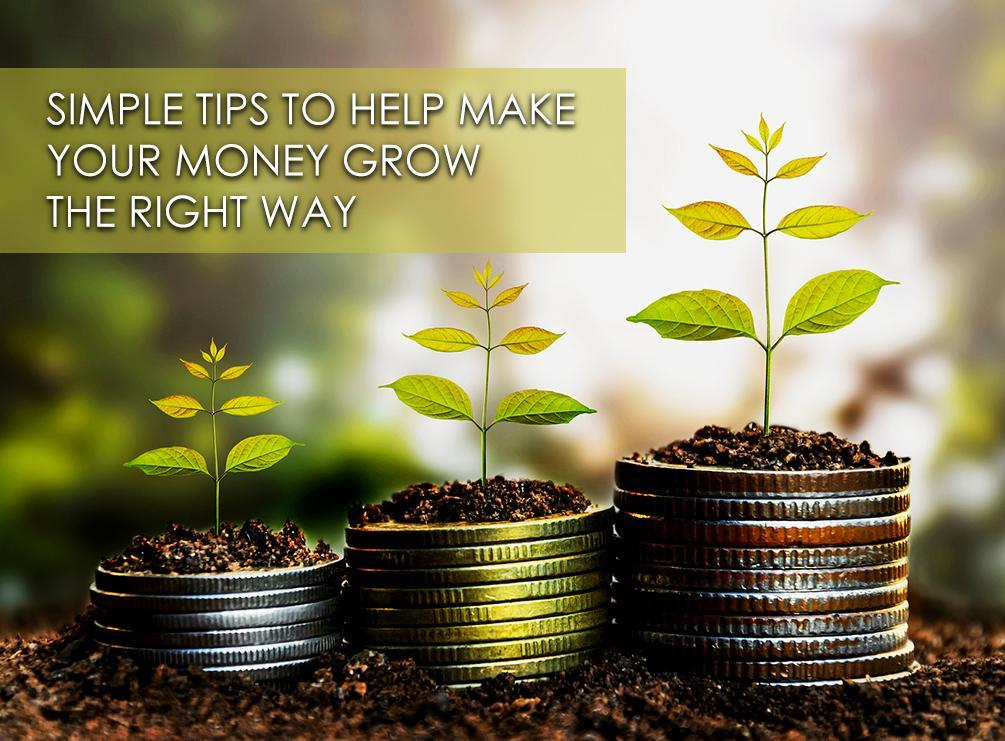 SIMPLE TIPS TO HELP MAKE
YOUR MONEY GROW
THE RIGHT WAY